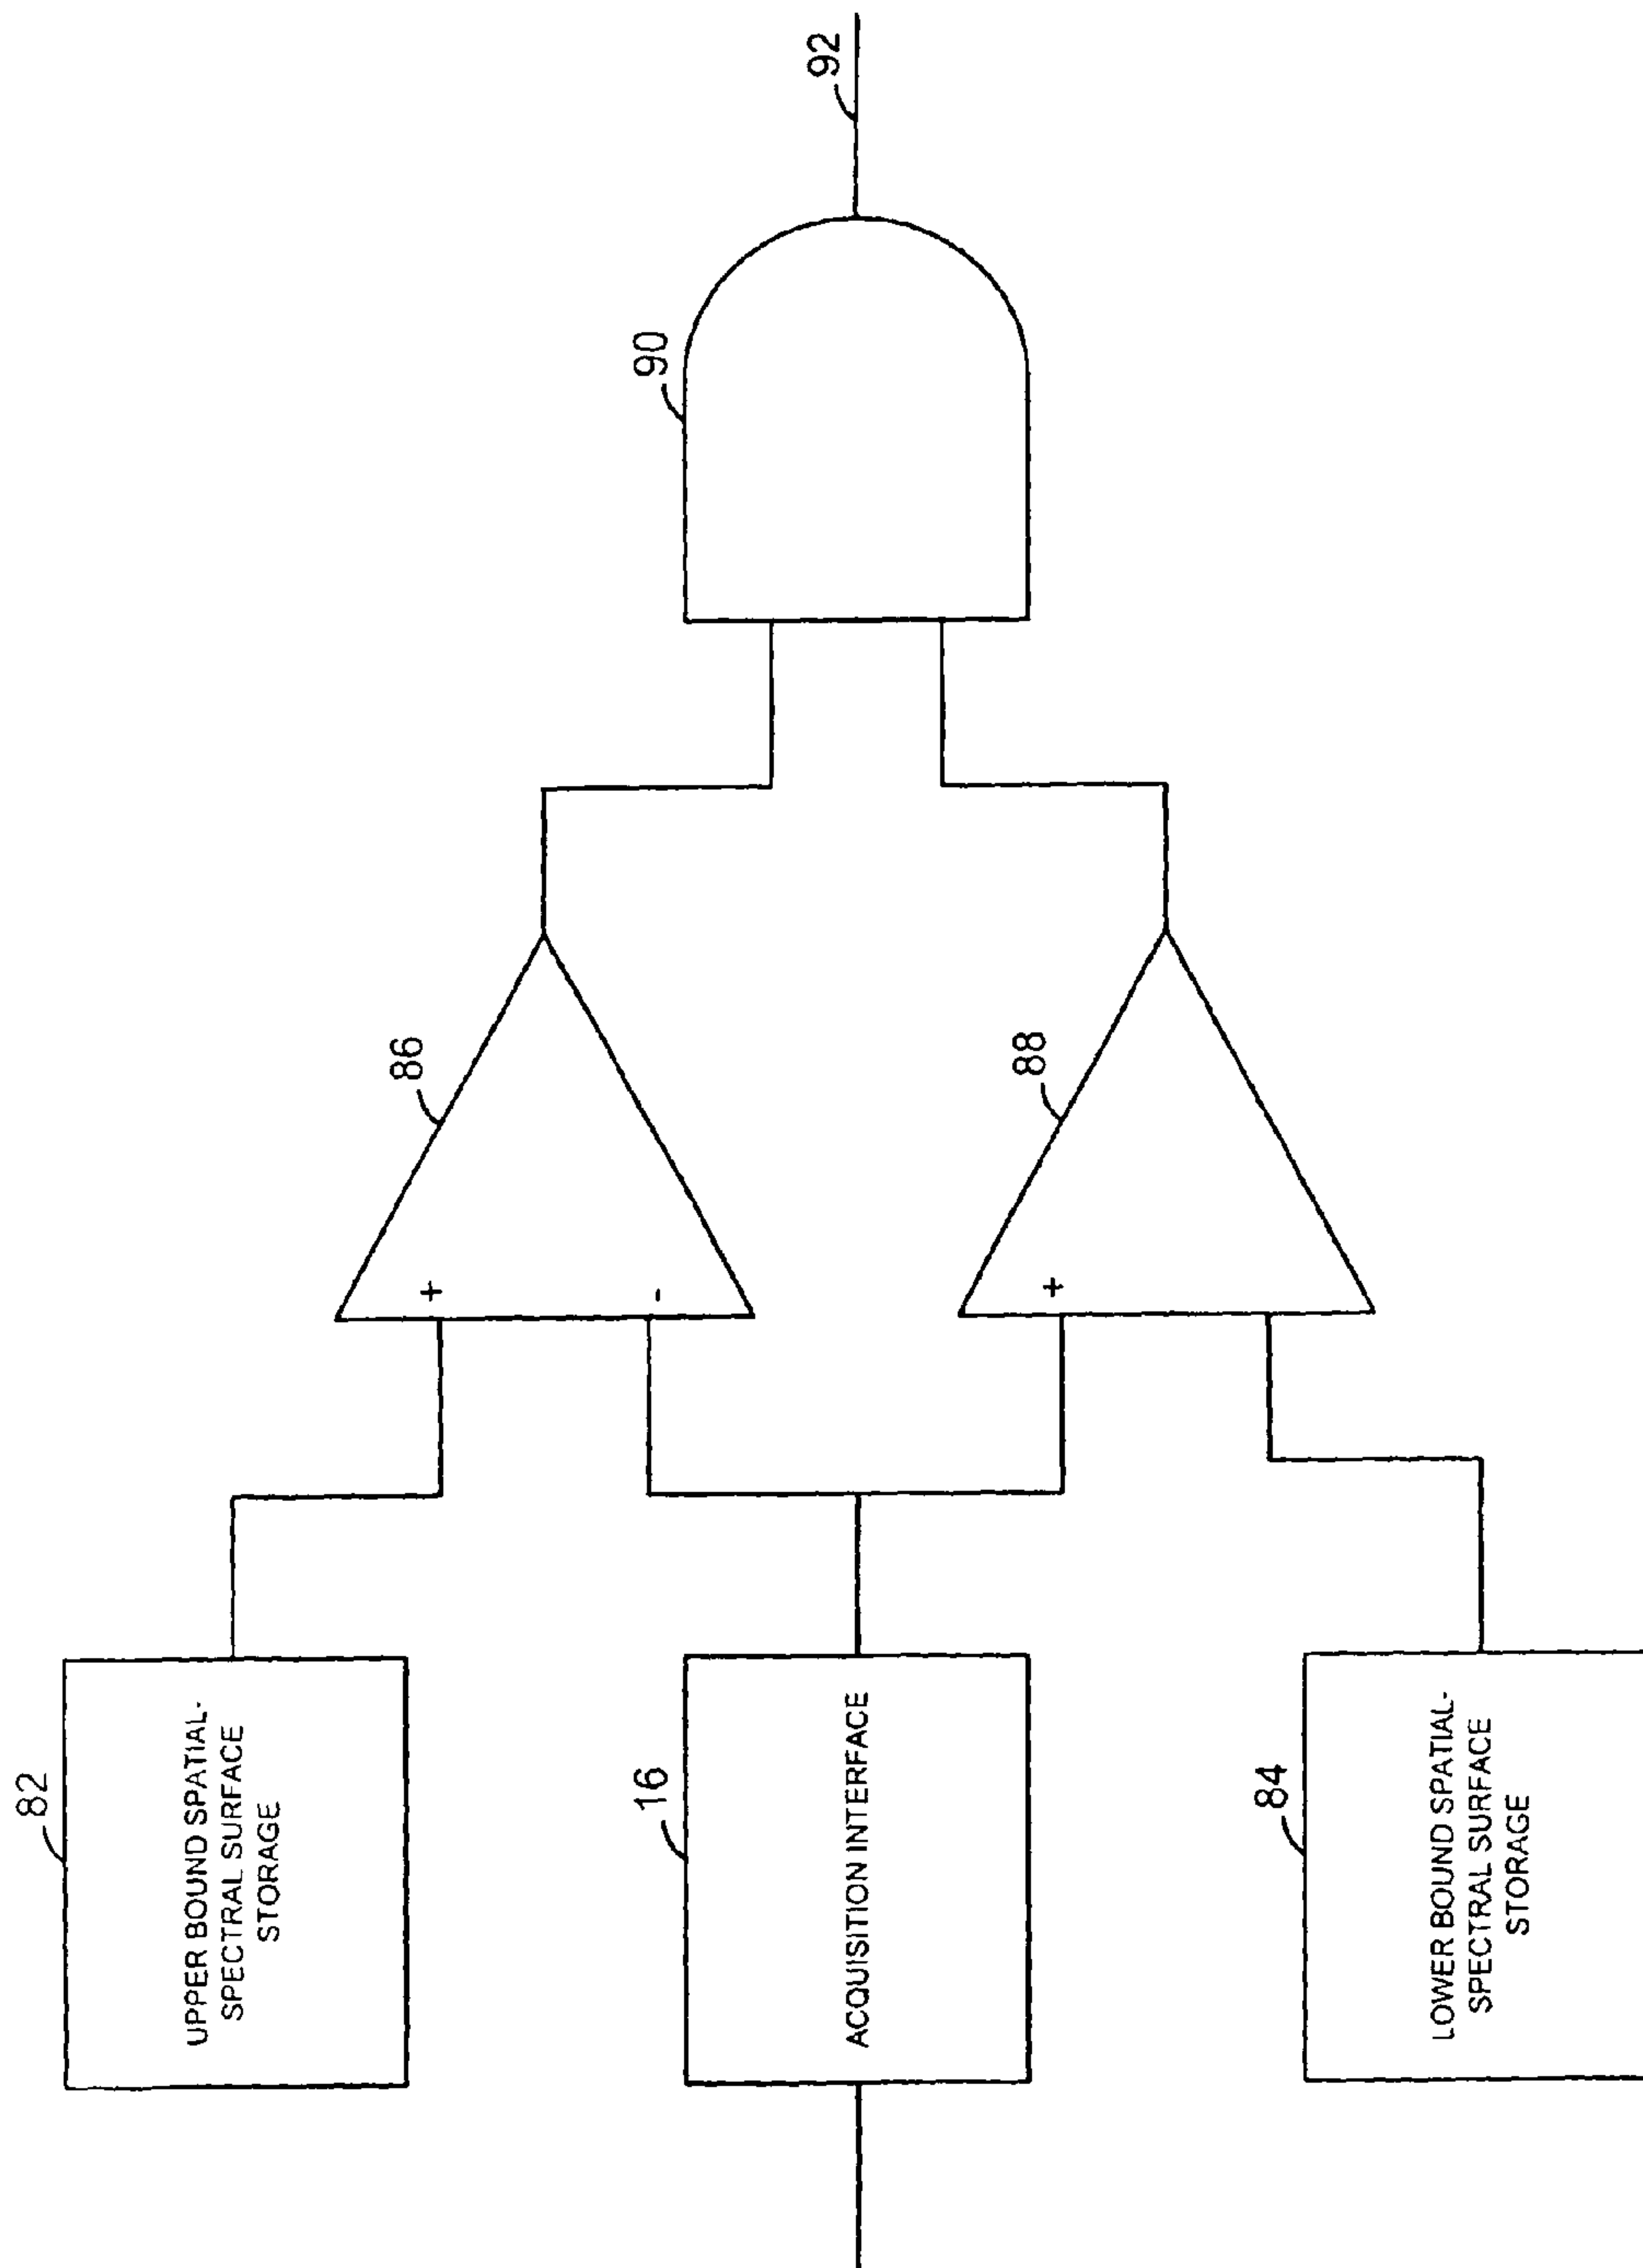 82
UPPER BOUND SPATIAL-
SPECTRAL SURFACE
STORAGE
16
ACQUISITION INTERFACE
84
LOWER BOUND SPATIAL-
SPECTRAL SURFACE
STORAGE
86
+
-
88
+
90
92